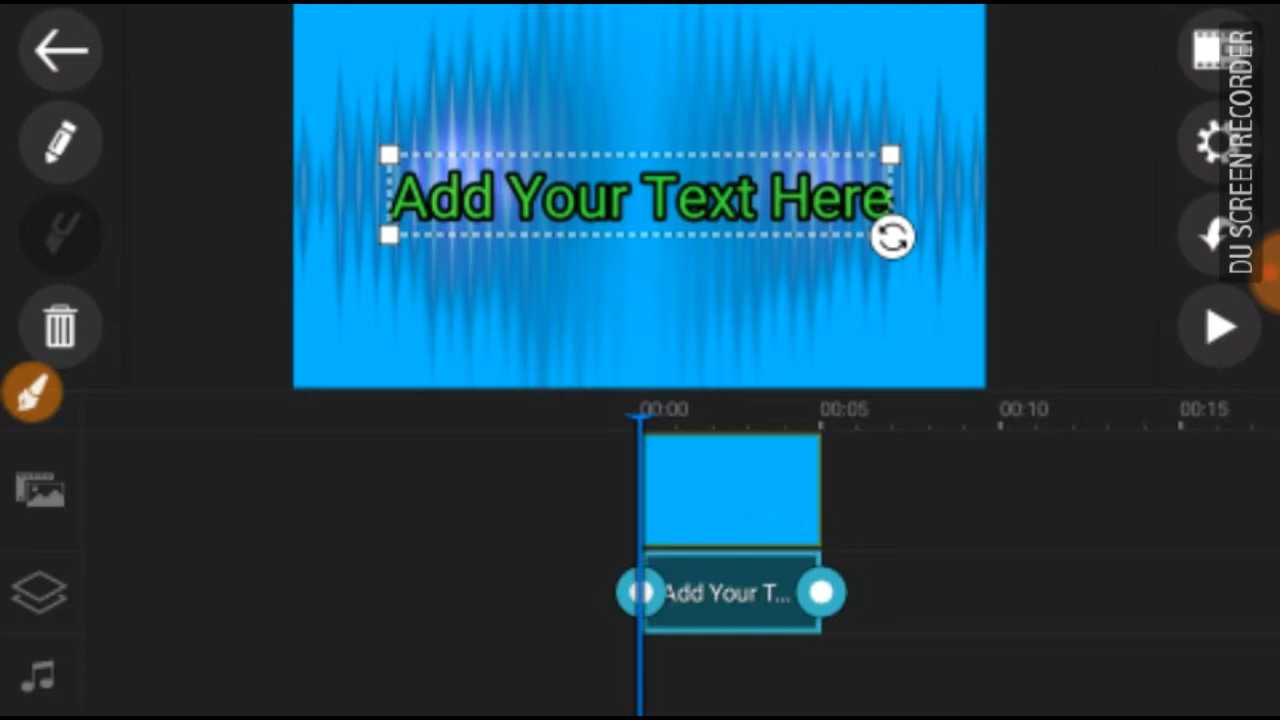 Add Your Text Here
DU SCREEN RECORDER
00:00
00:05
00:10
00:15
Add Your T...